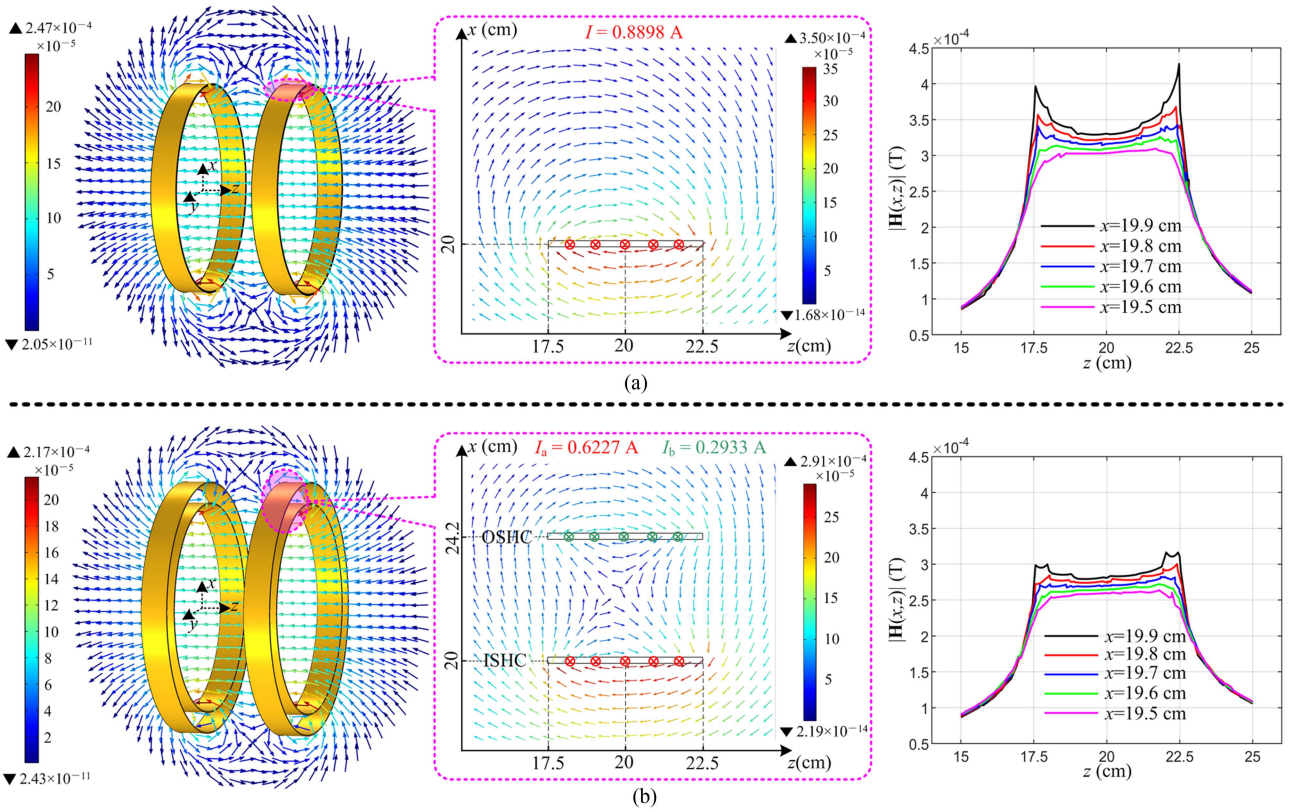 ▲ 2.47×10⁻⁴
×10⁻⁵
20
15
10
5
▼ 2.05×10⁻¹¹
x
y
z
x (cm)
I = 0.8898 A
20
17.5 20 22.5 z(cm)
▲ 3.50×10⁻⁴
×10⁻⁵
35
30
25
20
15
10
5
▼ 1.68×10⁻¹⁴
×10⁻⁴
|H(x,z)| (T)
4.5
4
3.5
3
2.5
2
1.5
1
0.5
x=19.9 cm
x=19.8 cm
x=19.7 cm
x=19.6 cm
x=19.5 cm
15 17.5 20 22.5 25
z (cm)
(a)
▲ 2.17×10⁻⁴
×10⁻⁵
20
18
16
14
12
10
8
6
4
2
▼ 2.43×10⁻¹¹
x
y
z
x (cm)
Iₐ = 0.6227 A I_b = 0.2933 A
24.2
OSHC
20
ISHC
17.5 20 22.5 z(cm)
▲ 2.91×10⁻⁴
×10⁻⁵
25
20
15
10
5
▼ 2.19×10⁻¹⁴
×10⁻⁴
|H(x,z)| (T)
4.5
4
3.5
3
2.5
2
1.5
1
0.5
x=19.9 cm
x=19.8 cm
x=19.7 cm
x=19.6 cm
x=19.5 cm
15 17.5 20 22.5 25
z (cm)
(b)